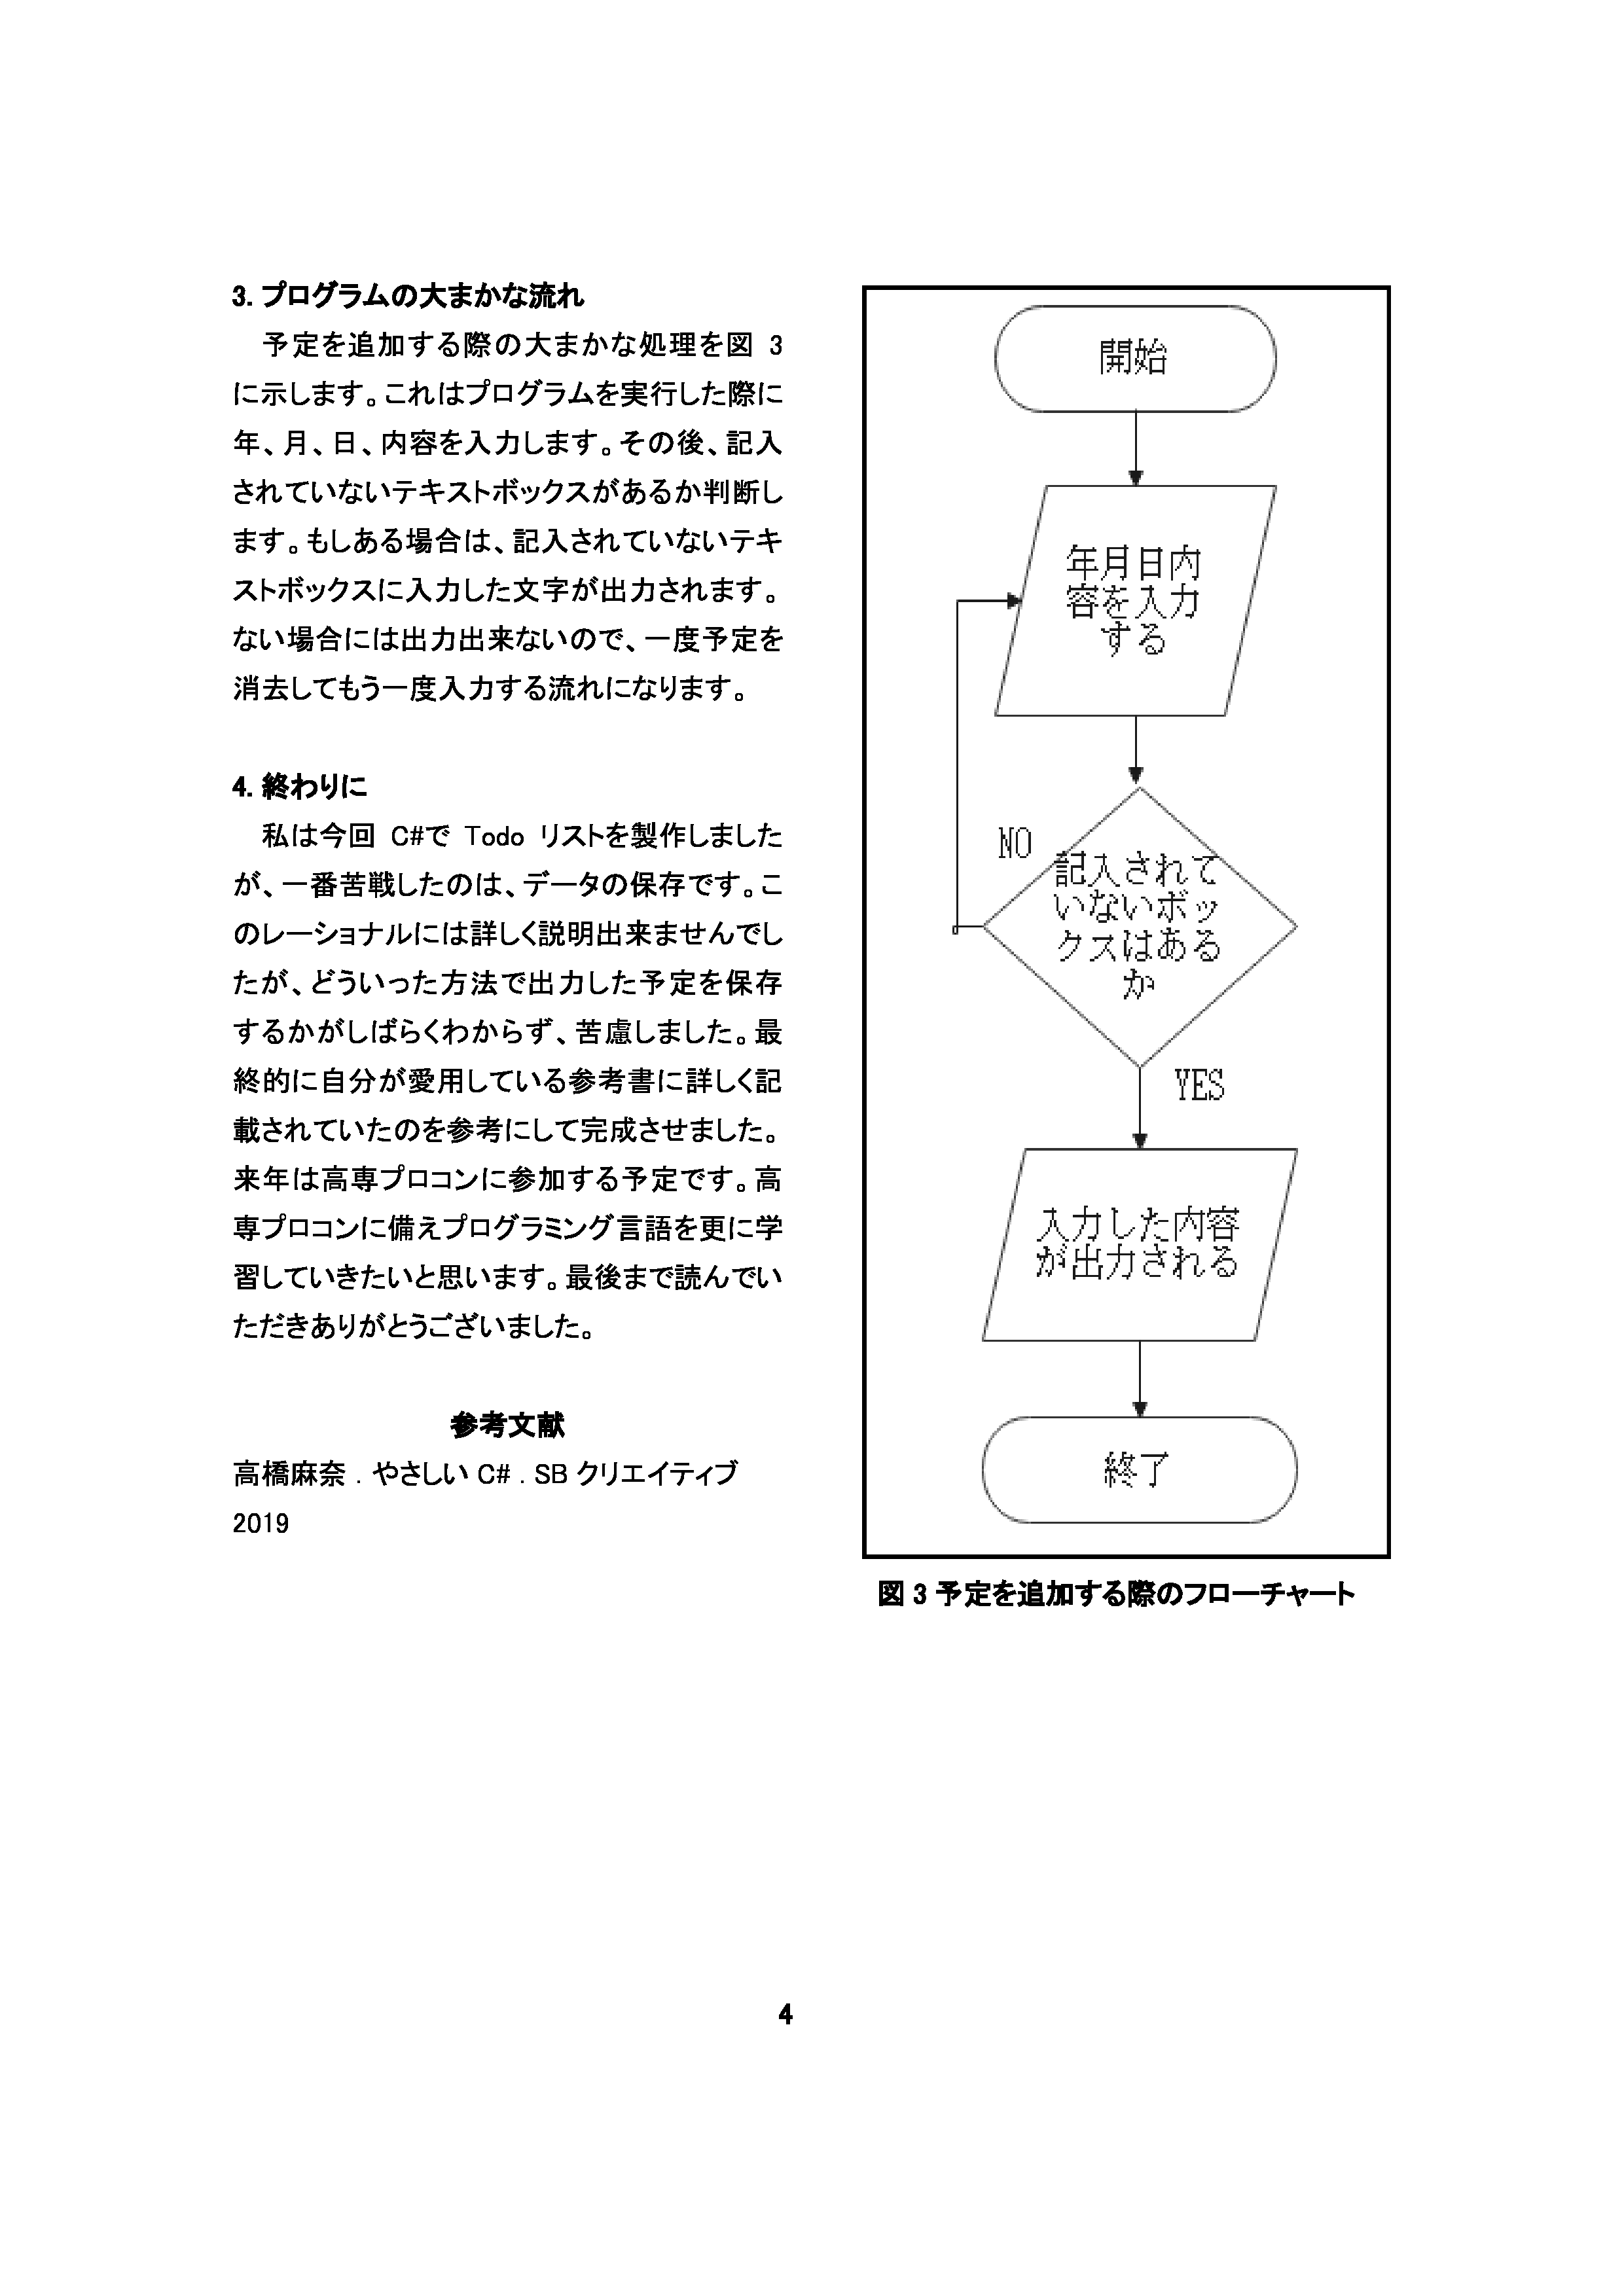 3. プログラムの大まかな流れ
予定を追加する際の大まかな処理を図 3
に示します。これはプログラムを実行した際に
年、月、日、内容を入力します。その後、記入
されていないテキストボックスがあるか判断し
ます。もしある場合は、記入されていないテキ
ストボックスに入力した文字が出力されます。
ない場合には出力出来ないので、一度予定を
消去してもう一度入力する流れになります。
4. 終わりに
私は今回 C#で Todo リストを製作しました
が、一番苦戦したのは、データの保存です。こ
のレーショナルには詳しく説明出来ませんでし
たが、どういった方法で出力した予定を保存
するかがしばらくわからず、苦慮しました。最
終的に自分が愛用している参考書に詳しく記
載されていたのを参考にして完成させました。
来年は高専プロコンに参加する予定です。高
専プロコンに備えプログラミング言語を更に学
習していきたいと思います。最後まで読んでい
ただきありがとうございました。
参考文献
高橋麻奈 . やさしい C# . SB クリエイティブ
2019
開始
年月日内
容を入力
する
NO
記入されて
いないボッ
クスはある
か
YES
入力した内容
が出力される
終了
図 3 予定を追加する際のフローチャート
4